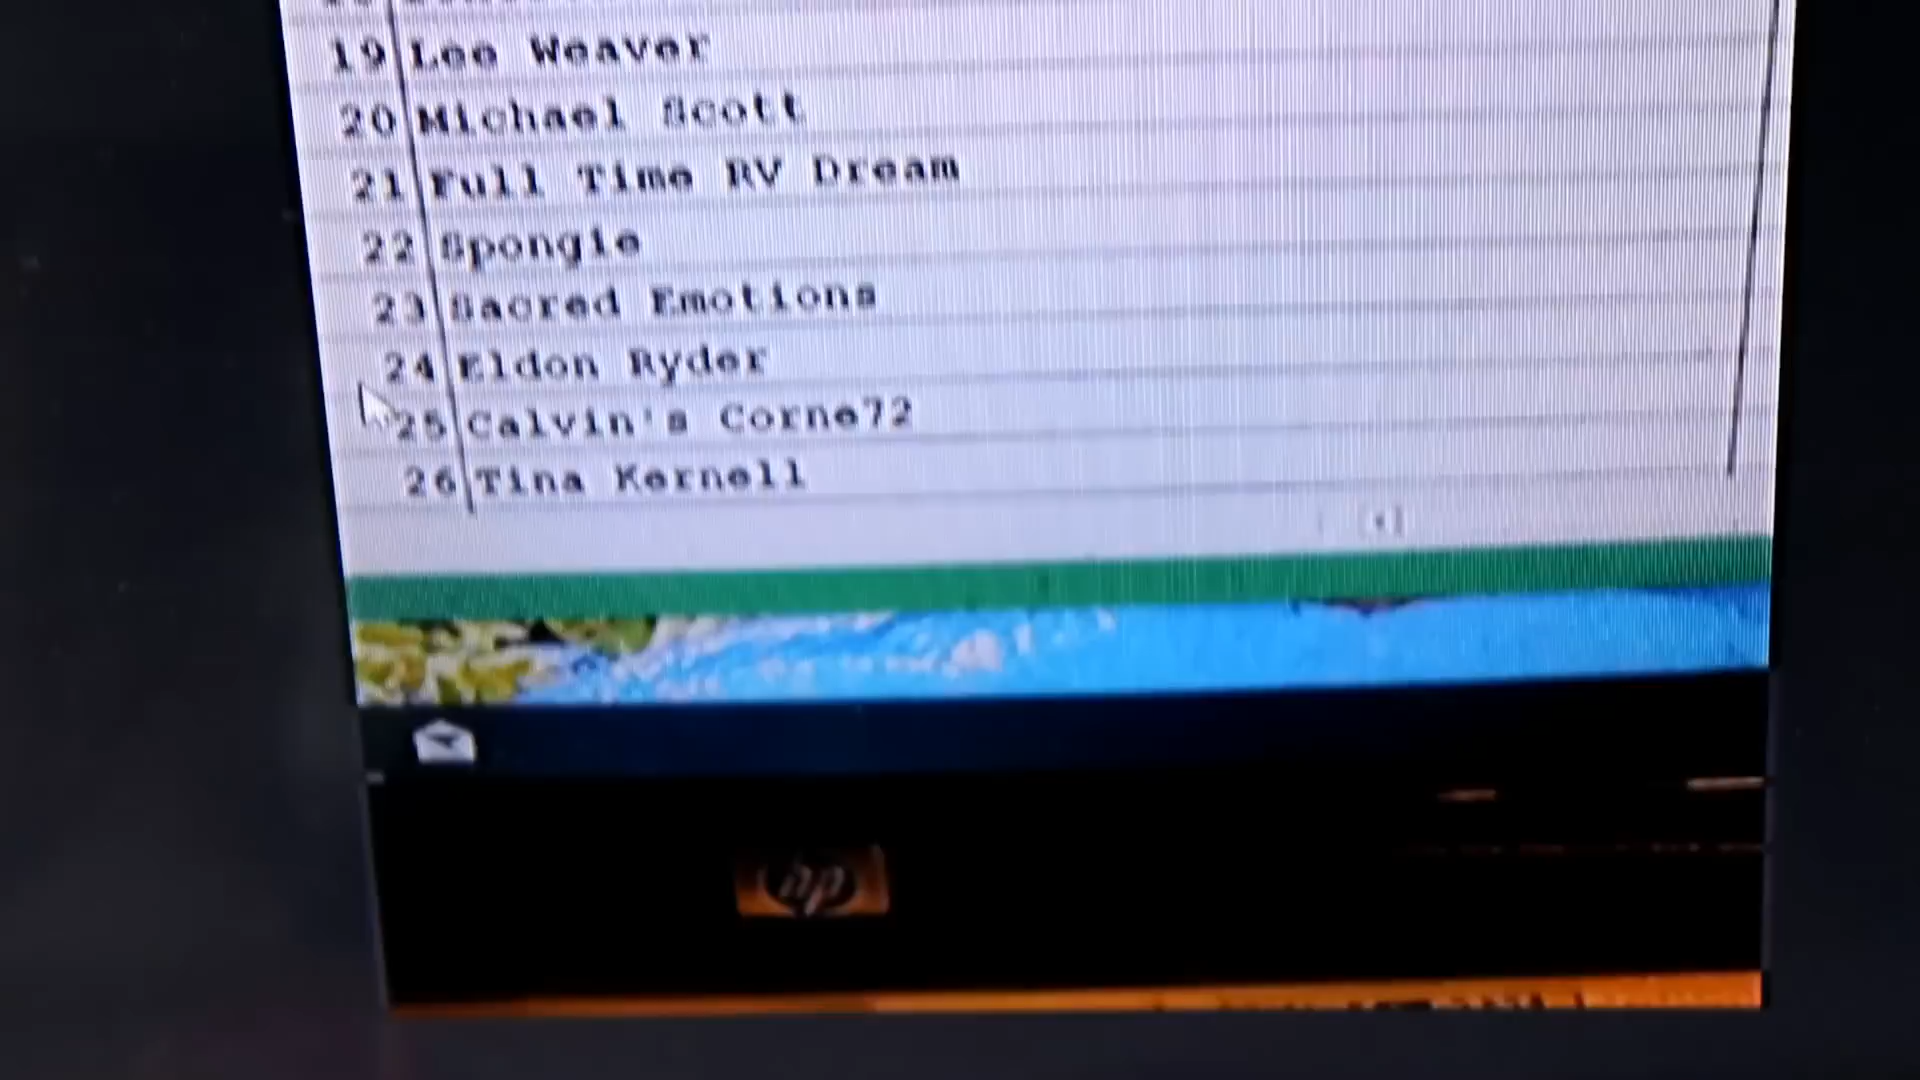 19 Lee Weaver
20 Michael Scott
21 Full Time RV Dream
22 Spongie
23 Sacred Emotions
24 Eldon Ryder
25 Calvin's Corne72
26 Tina Kernell
hp